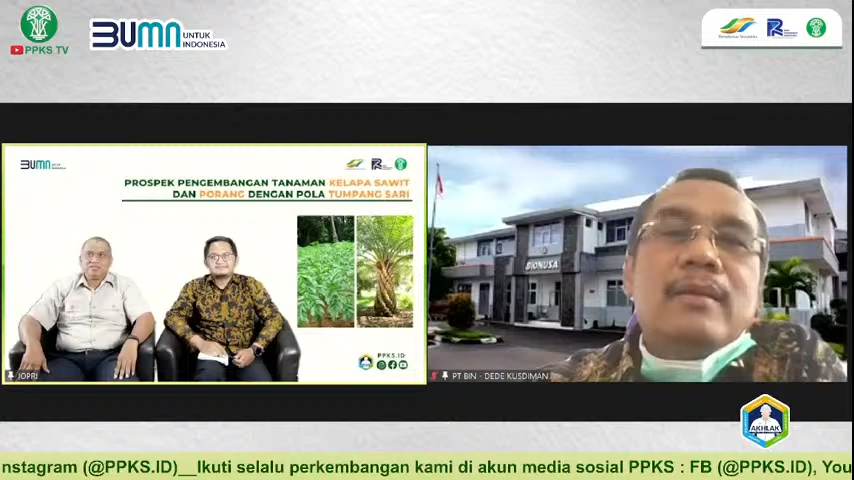 PPKS TV
BUMN UNTUK INDONESIA
BUMN
PROSPEK PENGEMBANGAN TANAMAN KELAPA SAWIT
DAN PORANG DENGAN POLA TUMPANG SARI
PPKS.ID
JOPRI
BIONUSA
PT BIN - DEDE KUSDIMAN
AKHLAK
nstagram (@PPKS.ID)__Ikuti selalu perkembangan kami di akun media sosial PPKS : FB (@PPKS.ID), You